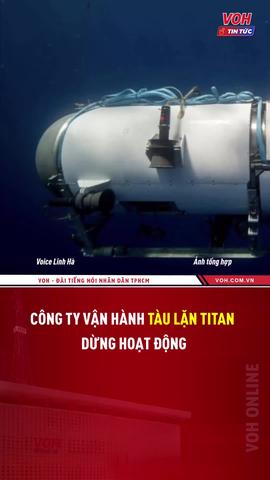 VOH
TIN TỨC
Voice Linh Hà
Ảnh tổng hợp
VOH - ĐÀI TIẾNG NÓI NHÂN DÂN TPHCM
VOH.COM.VN
CÔNG TY VẬN HÀNH TÀU LẶN TITAN
DỪNG HOẠT ĐỘNG
VOH ONLINE
VOH